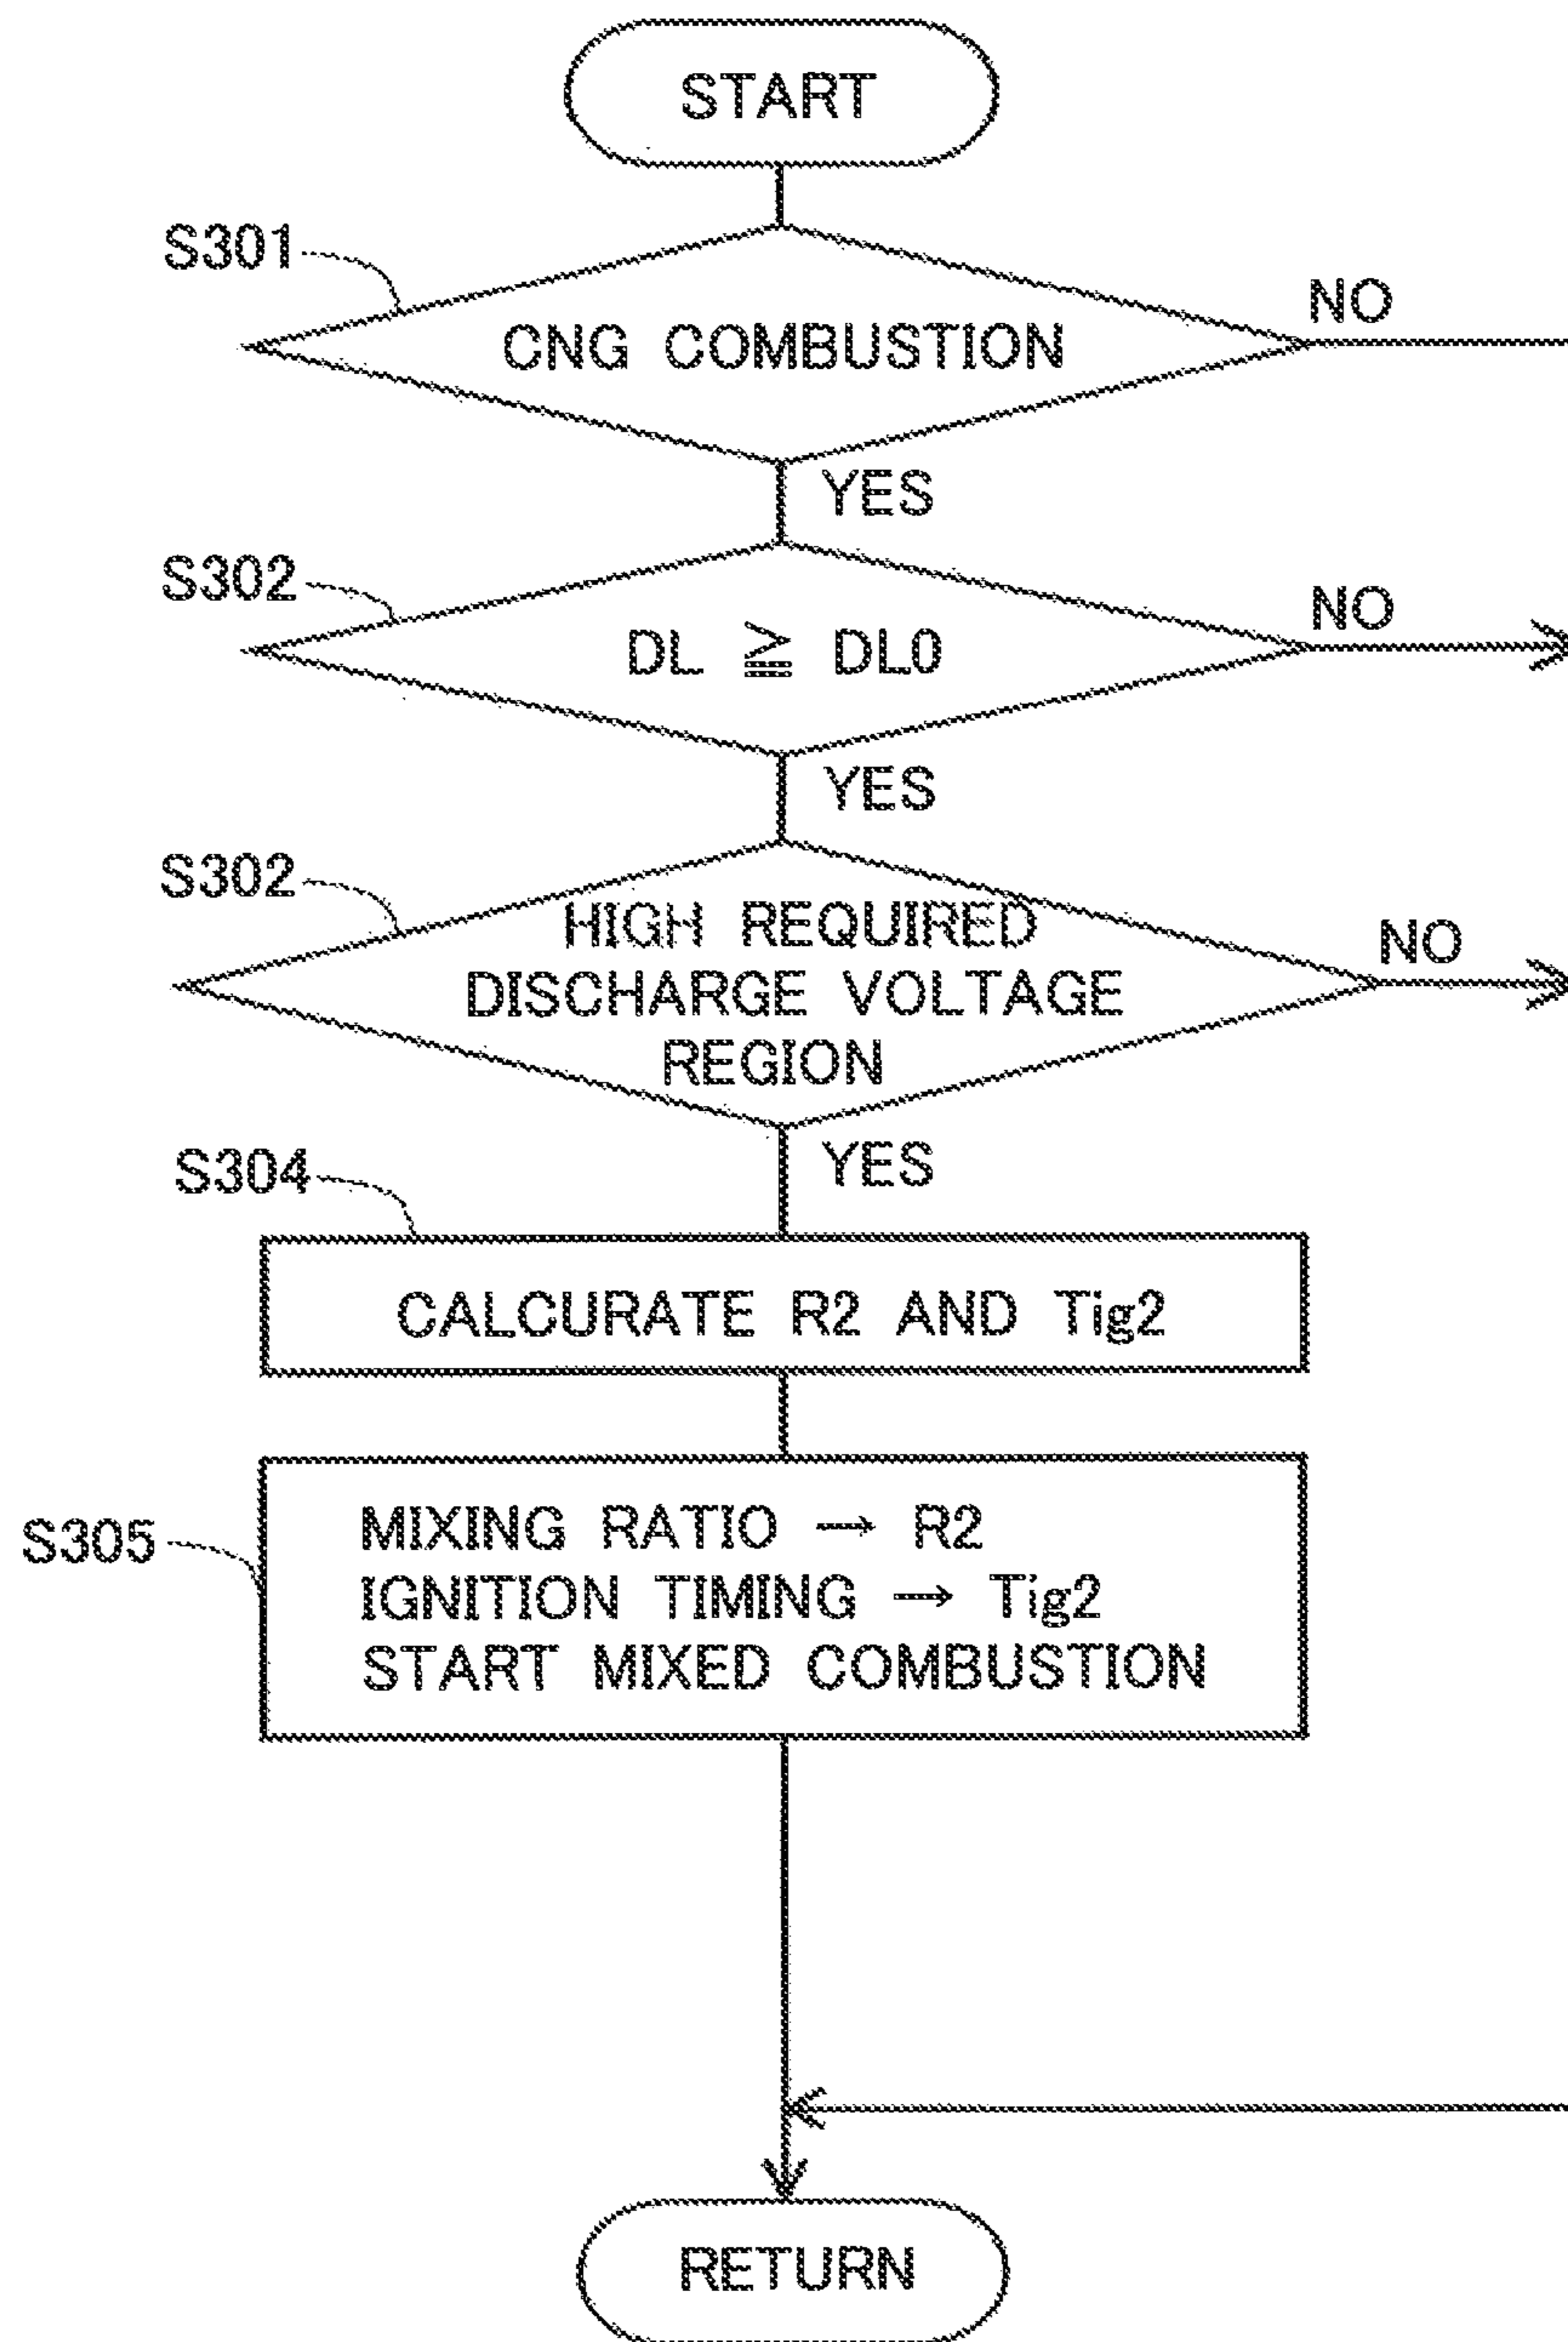 START
S301
CNG COMBUSTION
NO
YES
S302
DL ≧ DL0
NO
YES
S302
HIGH REQUIRED
DISCHARGE VOLTAGE
REGION
NO
YES
S304
CALCURATE R2 AND Tig2
S305
MIXING RATIO → R2
IGNITION TIMING → Tig2
START MIXED COMBUSTION
RETURN